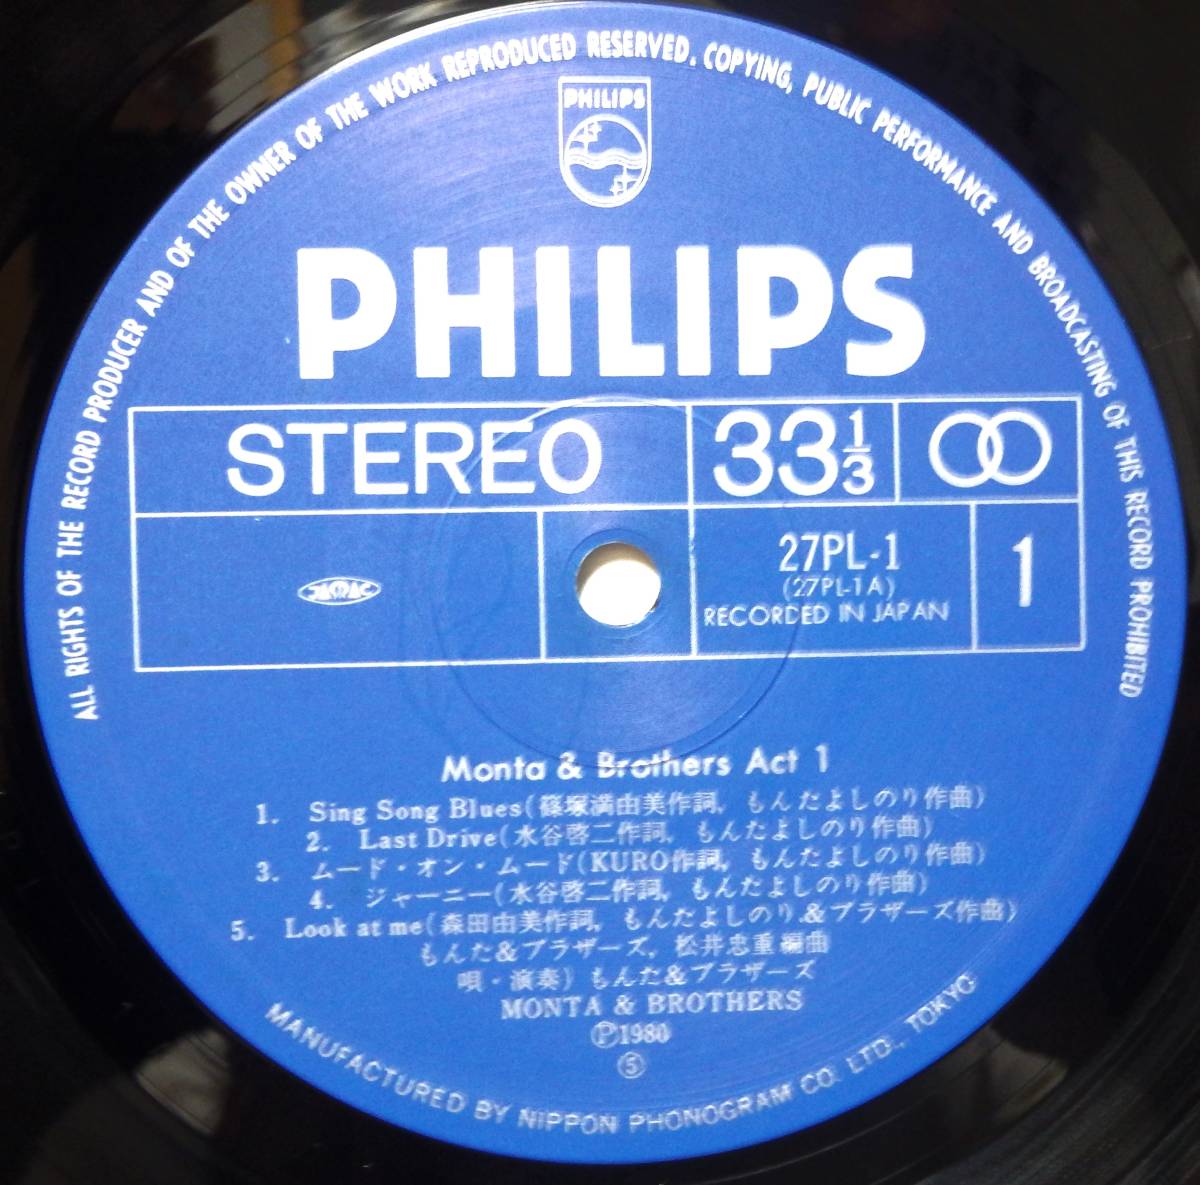 ALL RIGHTS OF THE RECORD PRODUCER AND OF THE OWNER OF THE WORK REPRODUCED RESERVED. COPYING, PUBLIC PERFORMANCE AND BROADCASTING OF THIS RECORD PROHIBITED
PHILIPS
PHILIPS
STEREO 33 1/3
JASRAC 27PL-1 1
(27PL-1A)
RECORDED IN JAPAN
Monta & Brothers Act 1
1. Sing Song Blues(篠塚満由美作詞, もんたよしのり作曲)
2. Last Drive(水谷啓二作詞, もんたよしのり作曲)
3. ムード・オン・ムード(KURO作詞, もんたよしのり作曲)
4. ジャーニー(水谷啓二作詞, もんたよしのり作曲)
5. Look at me(森田由美作詞, もんたよしのり,&ブラザーズ作曲)
もんた&ブラザーズ, 松井忠重編曲
唄・演奏) もんた&ブラザーズ
MONTA & BROTHERS
Ⓟ1980
⑤
MANUFACTURED BY NIPPON PHONOGRAM CO. LTD., TOKYO